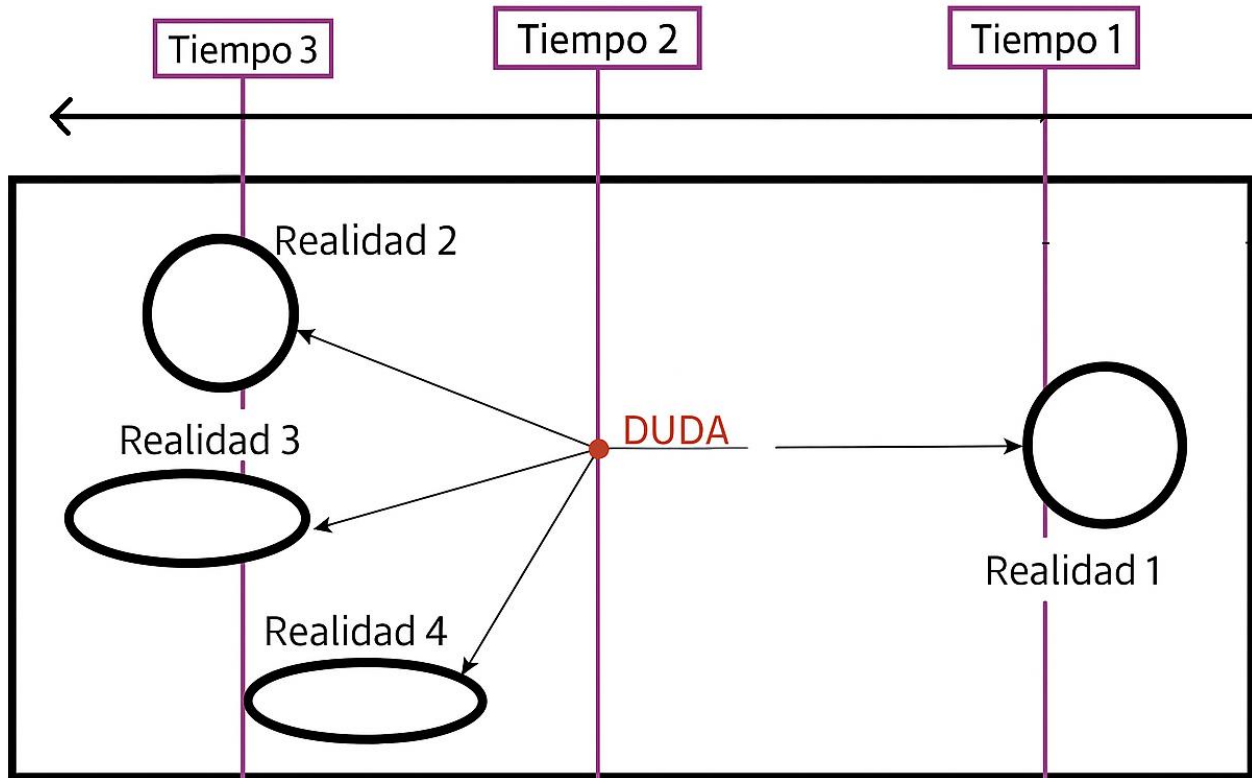 Tiempo 3
Tiempo 2
Tiempo 1
Realidad 2
Realidad 3
DUDA
Realidad 1
Realidad 4